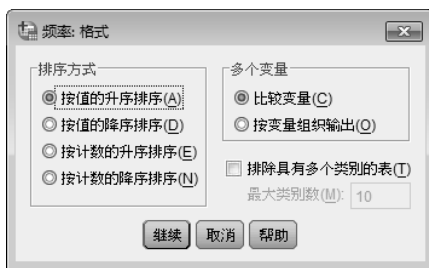 频率: 格式
排序方式
按值的升序排序(A)
按值的降序排序(D)
按计数的升序排序(E)
按计数的降序排序(N)
多个变量
比较变量(C)
按变量组织输出(O)
排除具有多个类别的表(T)
最大类别数(M): 10
继续 取消 帮助